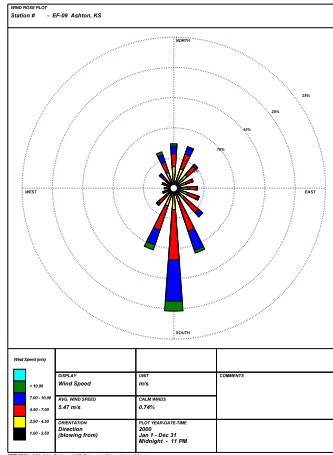 WIND ROSE PLOT
Station # - EF-09 Ashton, KS
NORTH
25%
20%
15%
10%
WEST
EAST
SOUTH
Wind Speed (m/s)
> 10.00
7.00 - 10.00
4.00 - 7.00
2.50 - 4.00
1.00 - 2.50
DISPLAY
Wind Speed
UNIT
m/s
COMMENTS
AVG. WIND SPEED
5.47 m/s
CALM WINDS
0.74%
ORIENTATION
Direction
(blowing from)
PLOT YEAR-DATE-TIME
2000
Jan 1 - Dec 31
Midnight - 11 PM